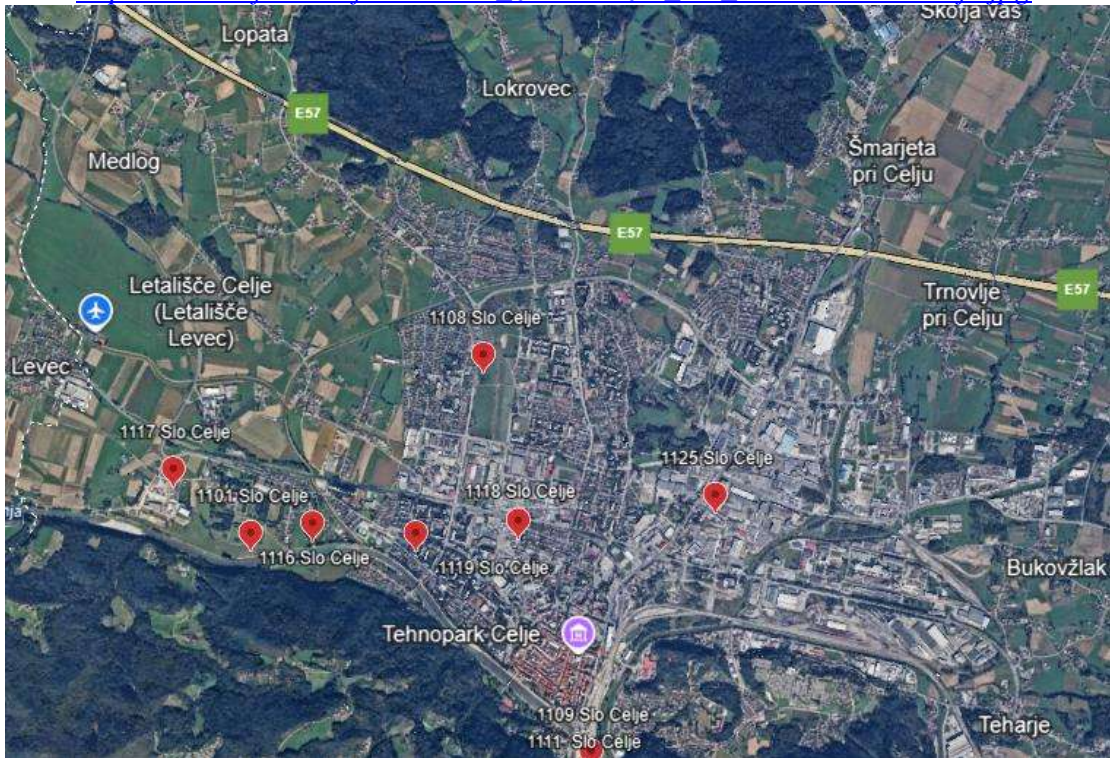 Škofja vas
Lopata
Lokrovec
E57
Medlog
Šmarjeta
pri Celju
E57
E57
Letališče Celje
(Letališče
Levec)
Trnovlje
pri Celju
1108 Slo Celje
Levec
1117 Slo Celje
1125 Slo Celje
1101 Slo Celje
1118 Slo Celje
1116 Slo Celje
1119 Slo Celje
Bukovžlak
Tehnopark Celje
1109 Slo Celje
Teharje
1111- Slo Celje